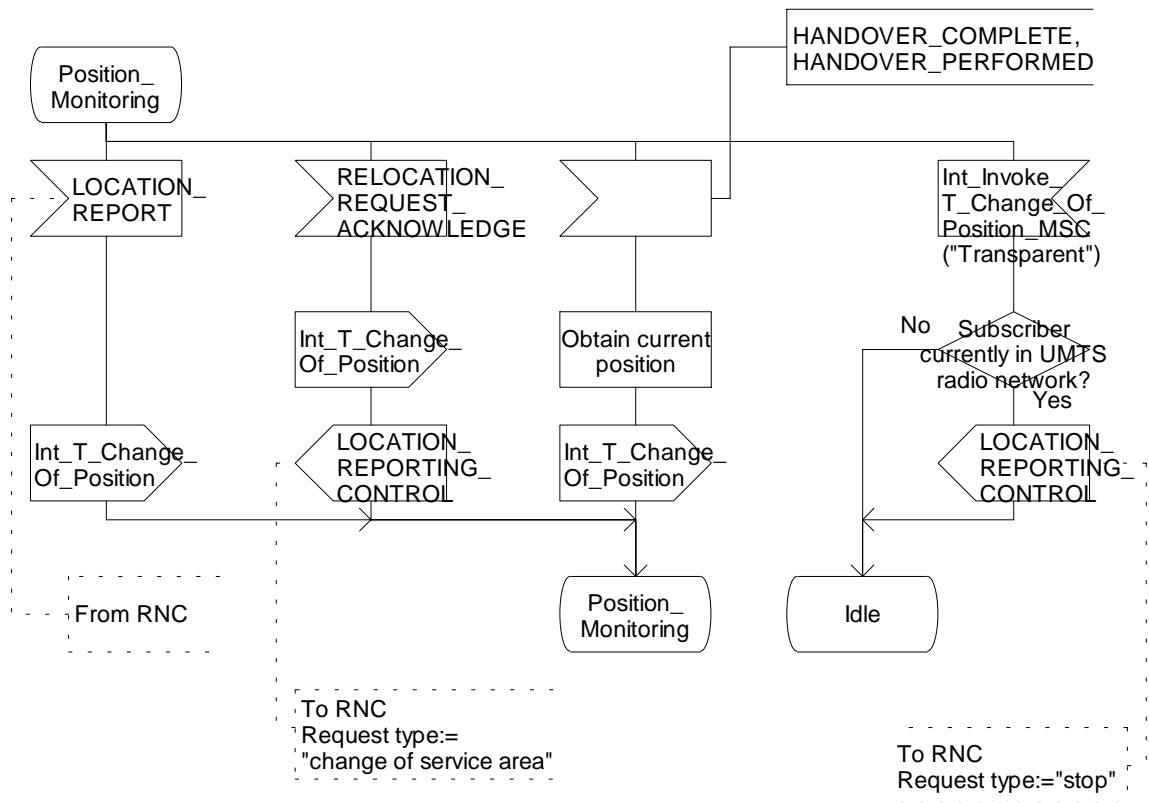 HANDOVER_COMPLETE,
HANDOVER_PERFORMED
Position_
Monitoring
LOCATION_
REPORT
RELOCATION_
REQUEST_
ACKNOWLEDGE
Int_Invoke_
T_Change_Of_
Position_MSC
("Transparent")
Int_T_Change_
Of_Position
Obtain current
position
No
Subscriber
currently in UMTS
radio network?
Yes
Int_T_Change_
Of_Position
LOCATION_
REPORTING_
CONTROL
Int_T_Change_
Of_Position
LOCATION_
REPORTING_
CONTROL
From RNC
Position_
Monitoring
Idle
To RNC
Request type:=
"change of service area"
To RNC
Request type:="stop"